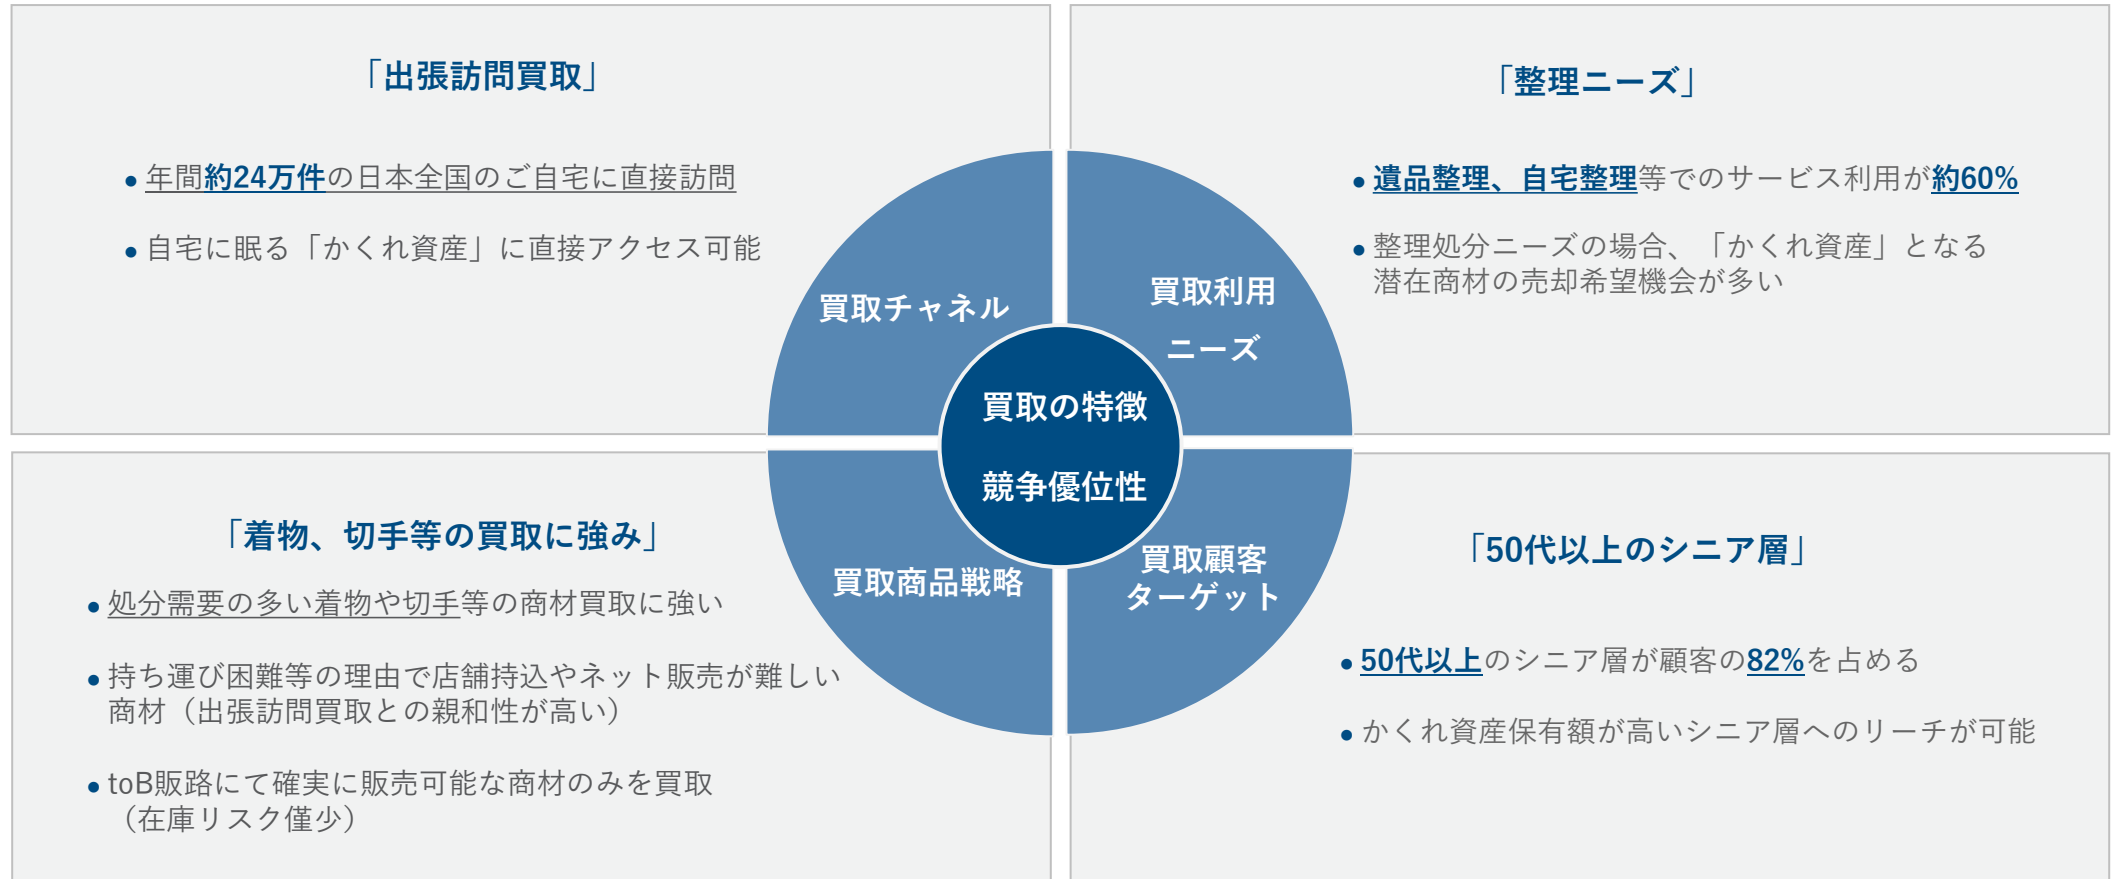 「出張訪問買取」
● 年間約24万件の日本全国のご自宅に直接訪問
● 自宅に眠る「かくれ資産」に直接アクセス可能
「整理ニーズ」
● 遺品整理、自宅整理等でのサービス利用が約60%
● 整理処分ニーズの場合、「かくれ資産」となる
潜在商材の売却希望機会が多い
買取チャネル
買取利用
ニーズ
買取の特徴
競争優位性
買取商品戦略
買取顧客
ターゲット
「着物、切手等の買取に強み」
● 処分需要の多い着物や切手等の商材買取に強い
● 持ち運び困難等の理由で店舗持込やネット販売が難しい
商材（出張訪問買取との親和性が高い）
● toB販路にて確実に販売可能な商材のみを買取
（在庫リスク僅少）
「50代以上のシニア層」
● 50代以上のシニア層が顧客の82%を占める
● かくれ資産保有額が高いシニア層へのリーチが可能